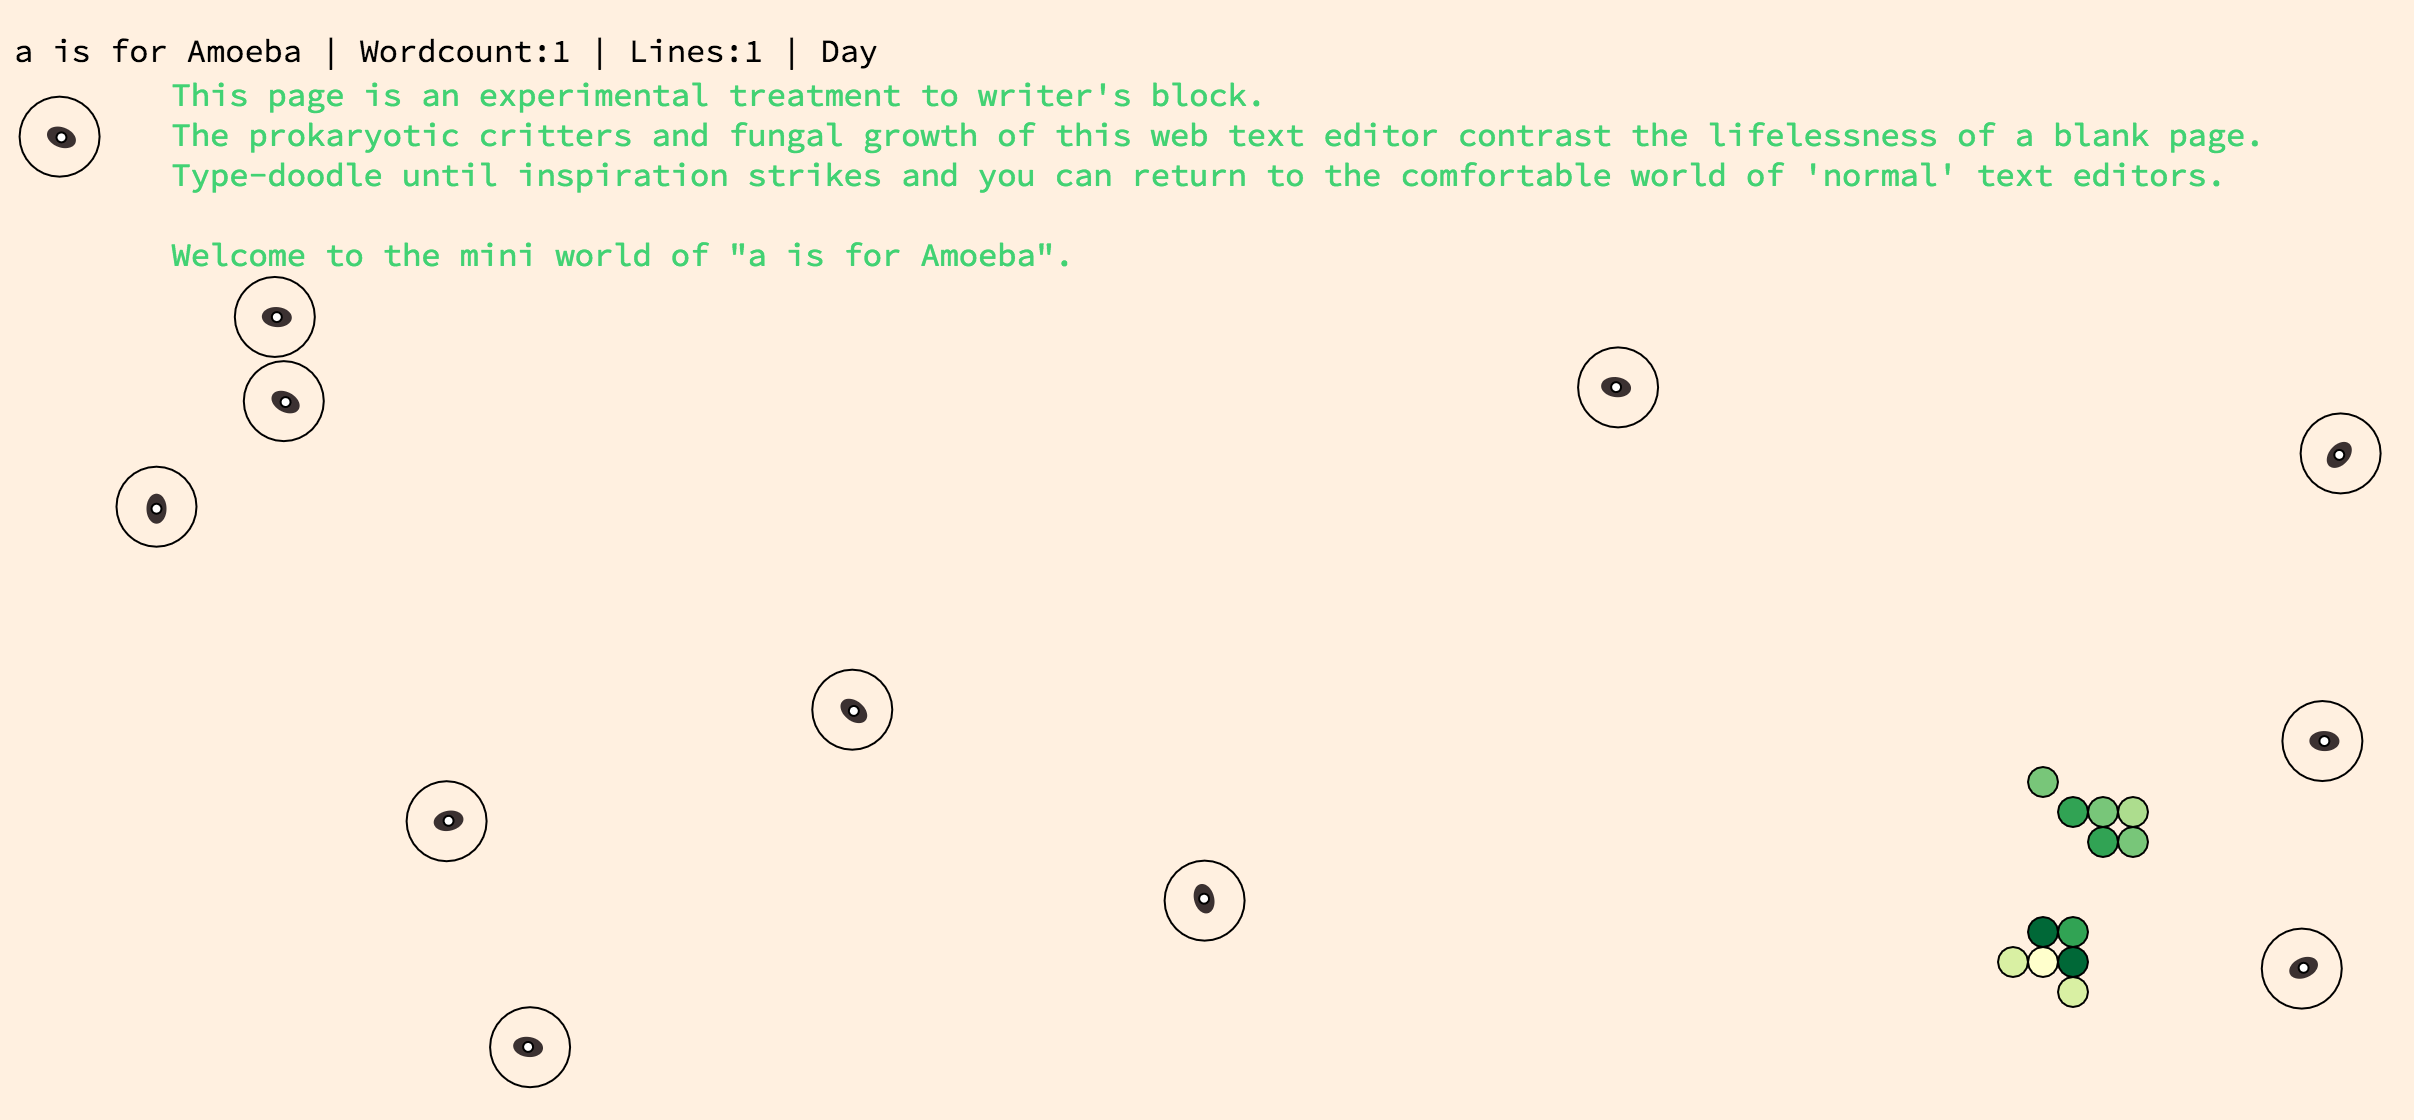 a is for Amoeba | Wordcount:1 | Lines:1 | Day
This page is an experimental treatment to writer's block.
The prokaryotic critters and fungal growth of this web text editor contrast the lifelessness of a blank page.
Type-doodle until inspiration strikes and you can return to the comfortable world of 'normal' text editors.
Welcome to the mini world of "a is for Amoeba".